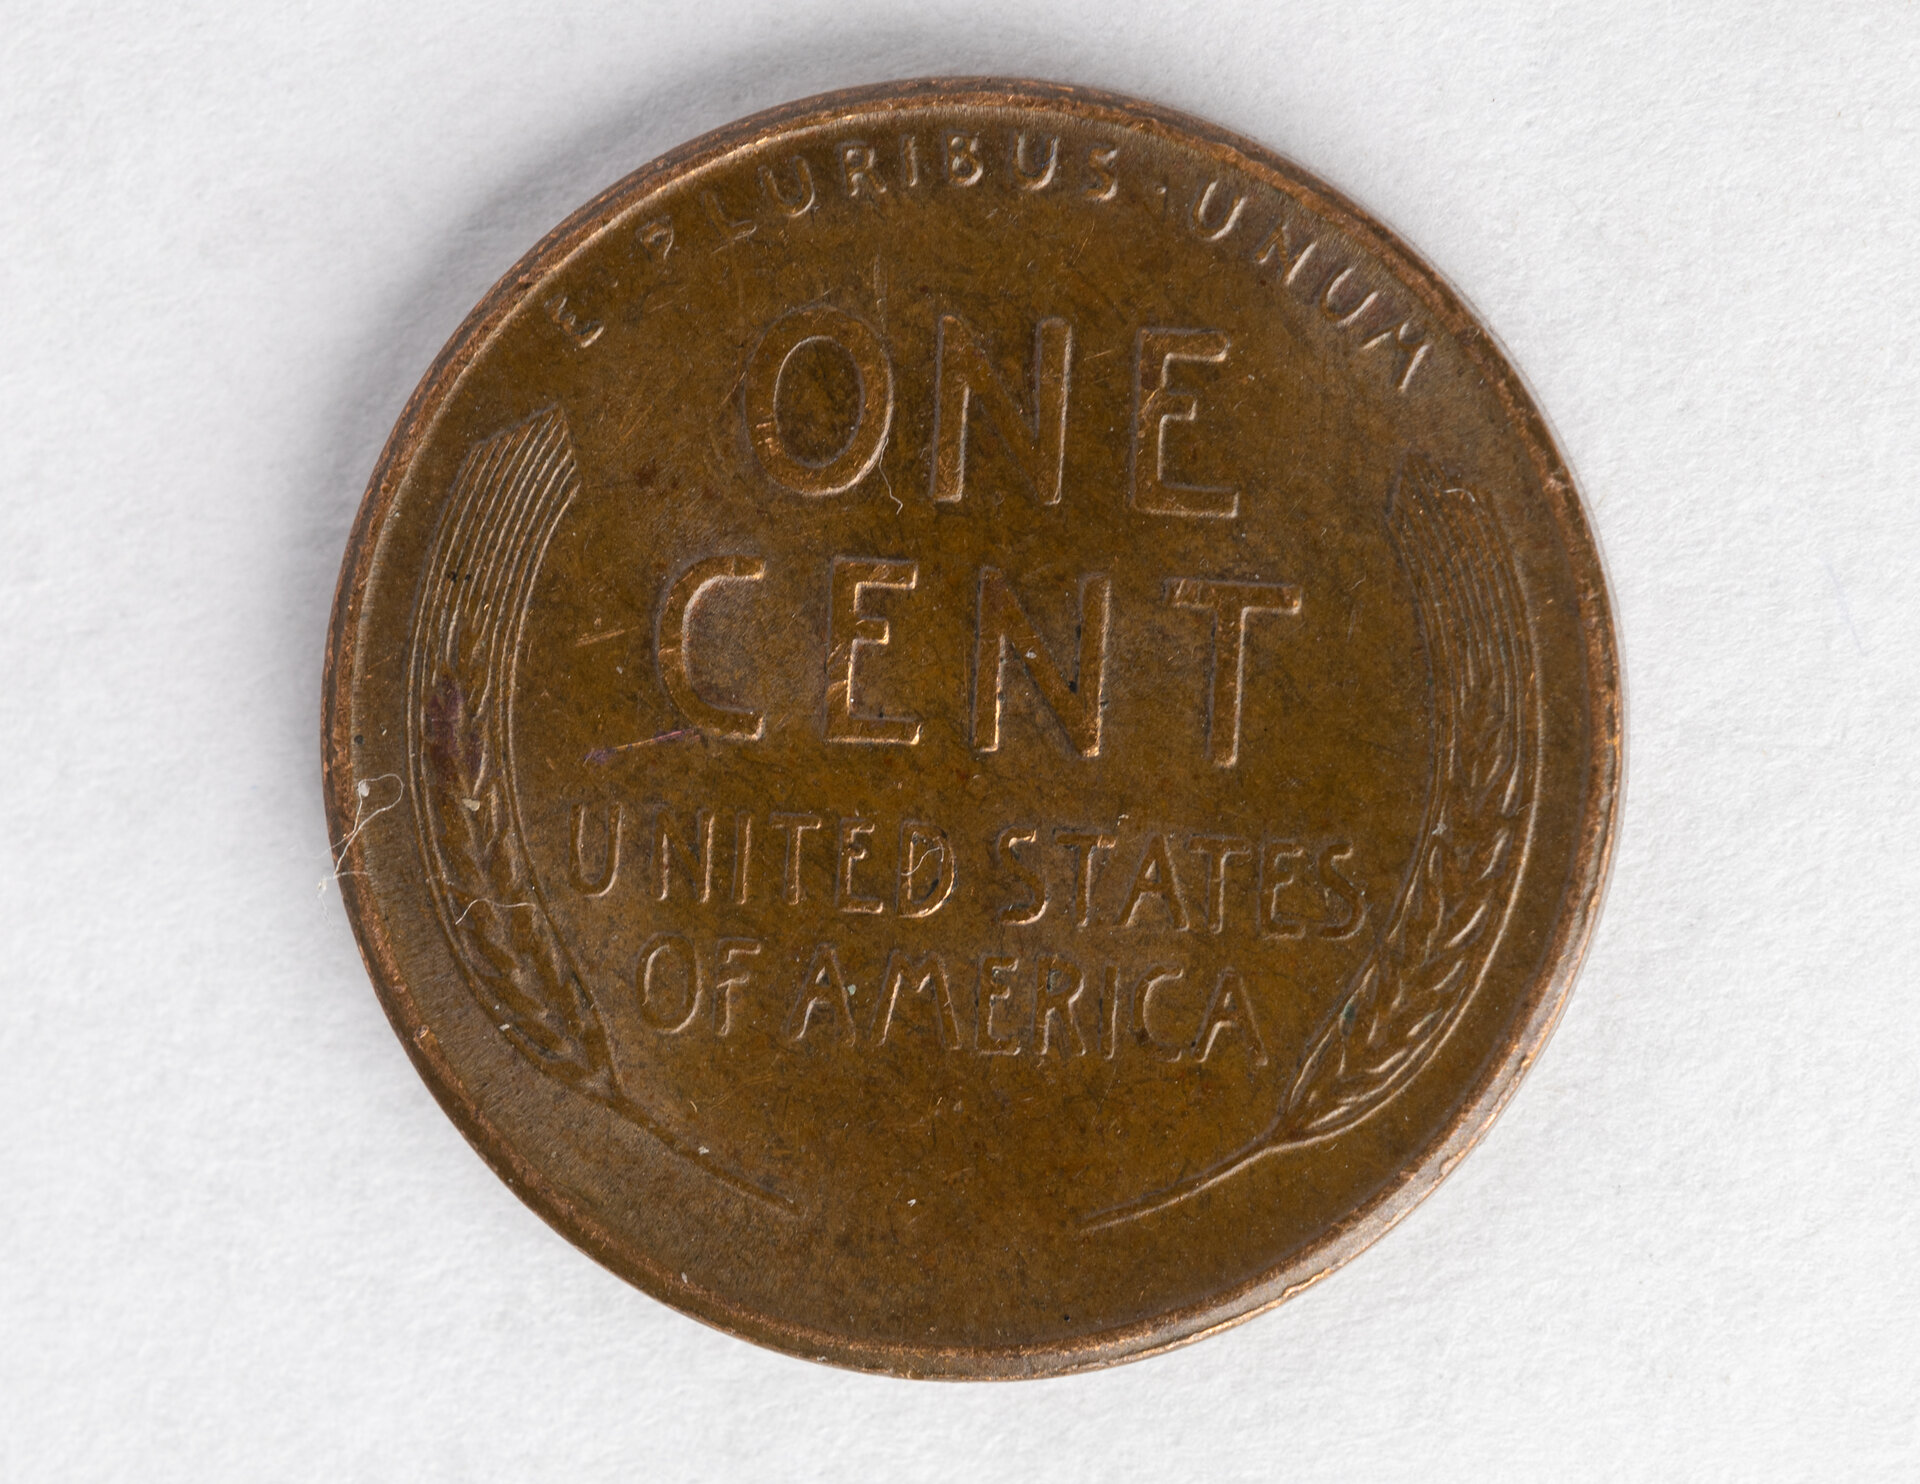 E · PLURIBUS · UNUM
ONE
CENT
UNITED STATES
OF AMERICA